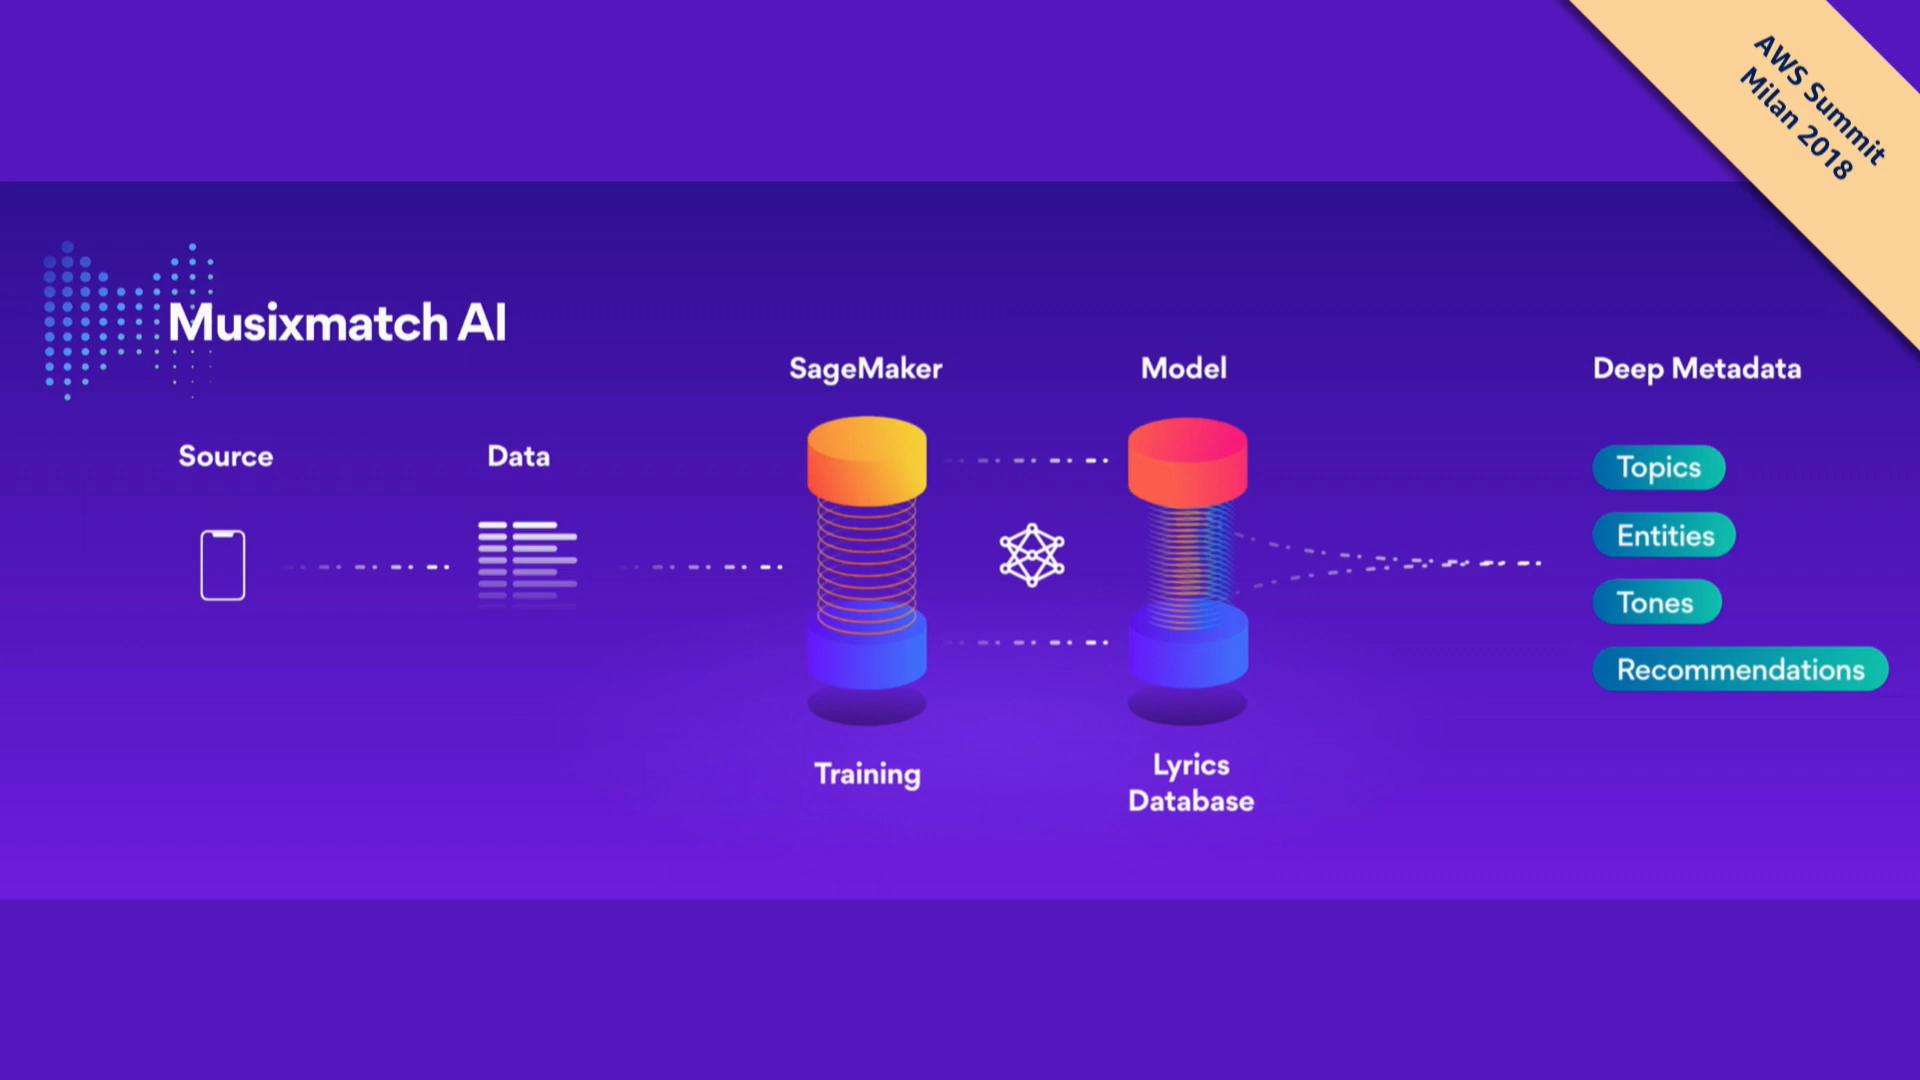 AWS Summit
Milan 2018
Musixmatch AI
SageMaker
Model
Deep Metadata
Source
Data
Topics
Entities
Tones
Recommendations
Training
Lyrics
Database